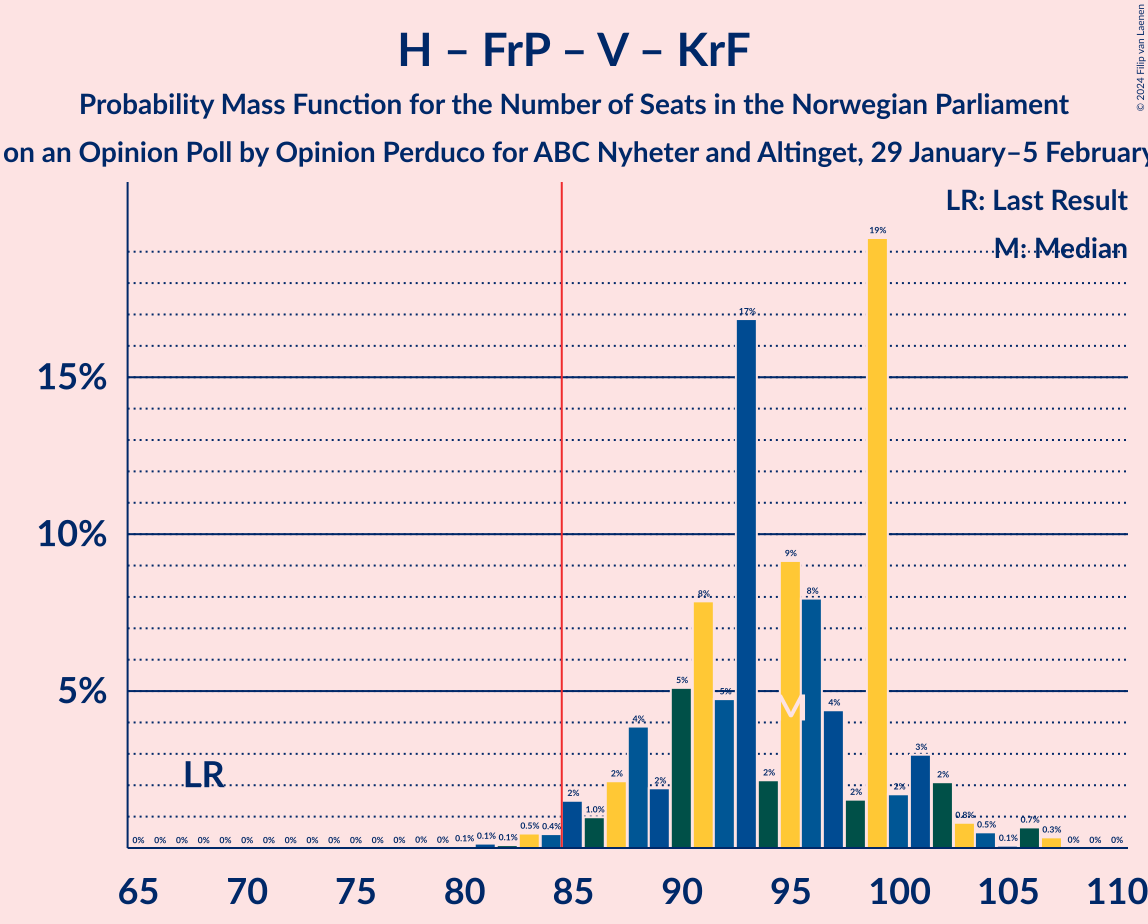 H – FrP – V – KrF
Probability Mass Function for the Number of Seats in the Norwegian Parliament
on an Opinion Poll by Opinion Perduco for ABC Nyheter and Altinget, 29 January–5 February
© 2024 Filip van Laenen
LR: Last Result
M: Median
15%
10%
5%
LR
M
0% 0% 0% 0% 0% 0% 0% 0% 0% 0% 0% 0% 0% 0% 0% 0.1% 0.1% 0.1% 0.5% 0.4% 2% 1.0% 2% 4% 2% 5% 8% 5% 17% 2% 9% 8% 4% 2% 19% 2% 3% 2% 0.8% 0.5% 0.1% 0.7% 0.3% 0% 0% 0%
65 70 75 80 85 90 95 100 105 110